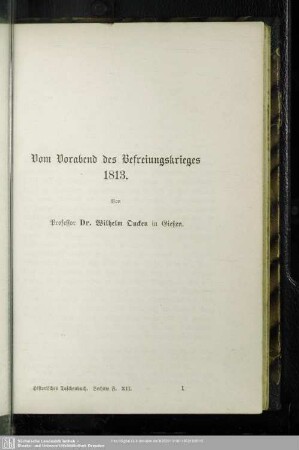 Vom Vorabend des Befreiungskrieges
1813.
Von
Professor Dr. Wilhelm Oncken in Gießen.
Historisches Taschenbuch. Sechste F. XII. 1